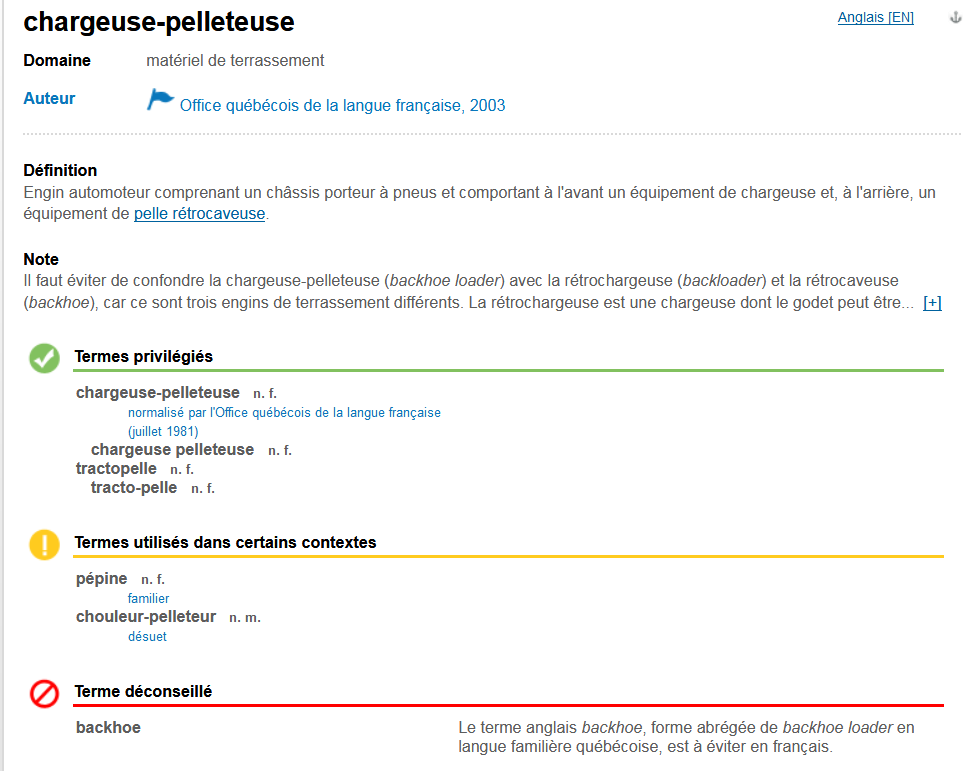 chargeuse-pelleteuse
Anglais [EN]
Domaine matériel de terrassement
Auteur Office québécois de la langue française, 2003
Définition
Engin automoteur comprenant un châssis porteur à pneus et comportant à l'avant un équipement de chargeuse et, à l'arrière, un
équipement de pelle rétrocaveuse.
Note
Il faut éviter de confondre la chargeuse-pelleteuse (backhoe loader) avec la rétrochargeuse (backloader) et la rétrocaveuse
(backhoe), car ce sont trois engins de terrassement différents. La rétrochargeuse est une chargeuse dont le godet peut être... [+]
Termes privilégiés
chargeuse-pelleteuse n. f.
normalisé par l'Office québécois de la langue française
(juillet 1981)
chargeuse pelleteuse n. f.
tractopelle n. f.
tracto-pelle n. f.
Termes utilisés dans certains contextes
pépine n. f.
familier
chouleur-pelleteur n. m.
désuet
Terme déconseillé
backhoe Le terme anglais backhoe, forme abrégée de backhoe loader en
langue familière québécoise, est à éviter en français.